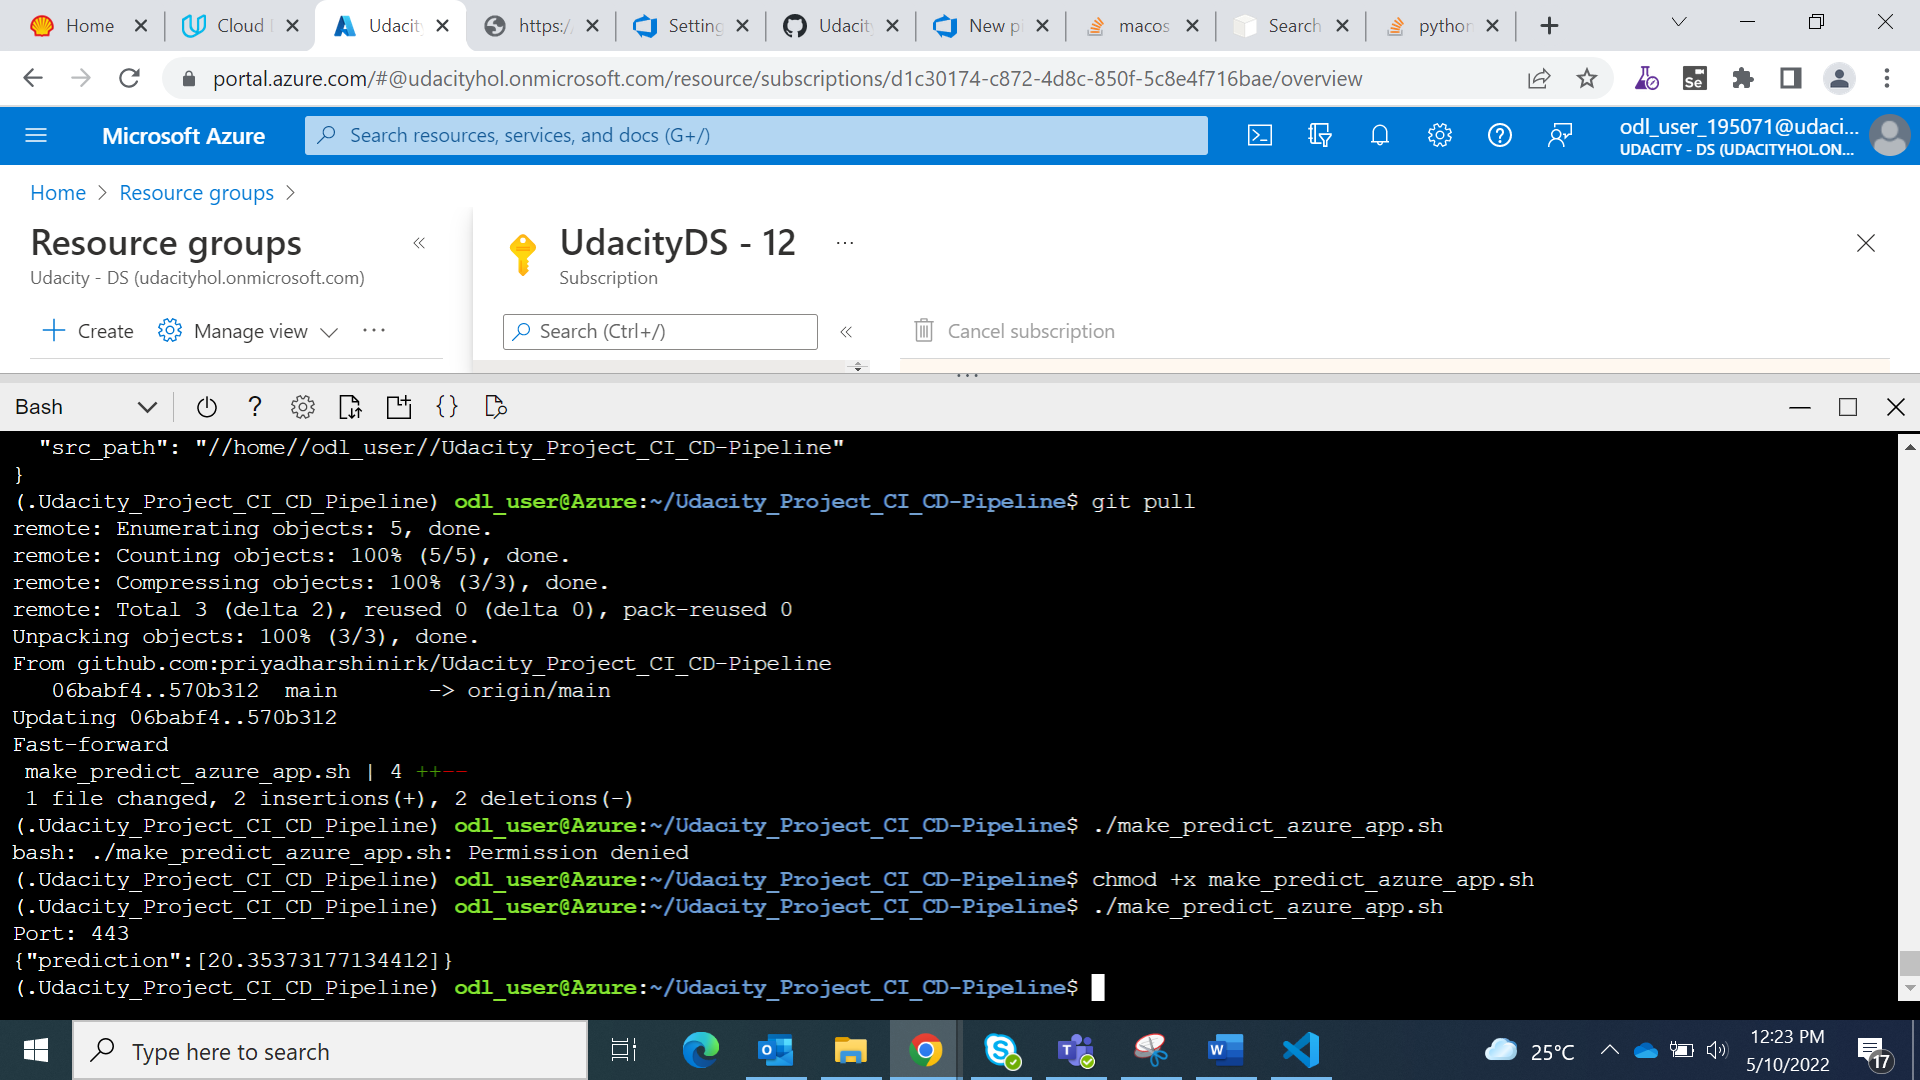 Home
Cloud
Udacity
https:/
Setting
Udacity
New pi
macos
Search
python
portal.azure.com/#@udacityhol.onmicrosoft.com/resource/subscriptions/d1c30174-c872-4d8c-850f-5c8e4f716bae/overview
Se
Microsoft Azure
Search resources, services, and docs (G+/)
odl_user_195071@udaci...
UDACITY - DS (UDACITYHOL.ON...
Home > Resource groups >
Resource groups
Udacity - DS (udacityhol.onmicrosoft.com)
UdacityDS - 12
Subscription
Create
Manage view
Search (Ctrl+/)
Cancel subscription
Bash
"src_path": "//home//odl_user//Udacity_Project_CI_CD-Pipeline"
}
(.Udacity_Project_CI_CD_Pipeline) odl_user@Azure:~/Udacity_Project_CI_CD-Pipeline$ git pull
remote: Enumerating objects: 5, done.
remote: Counting objects: 100% (5/5), done.
remote: Compressing objects: 100% (3/3), done.
remote: Total 3 (delta 2), reused 0 (delta 0), pack-reused 0
Unpacking objects: 100% (3/3), done.
From github.com:priyadharshinirk/Udacity_Project_CI_CD-Pipeline
06babf4..570b312  main       -> origin/main
Updating 06babf4..570b312
Fast-forward
make_predict_azure_app.sh | 4 ++--
1 file changed, 2 insertions(+), 2 deletions(-)
(.Udacity_Project_CI_CD_Pipeline) odl_user@Azure:~/Udacity_Project_CI_CD-Pipeline$ ./make_predict_azure_app.sh
bash: ./make_predict_azure_app.sh: Permission denied
(.Udacity_Project_CI_CD_Pipeline) odl_user@Azure:~/Udacity_Project_CI_CD-Pipeline$ chmod +x make_predict_azure_app.sh
(.Udacity_Project_CI_CD_Pipeline) odl_user@Azure:~/Udacity_Project_CI_CD-Pipeline$ ./make_predict_azure_app.sh
Port: 443
{"prediction":[20.35373177134412]}
(.Udacity_Project_CI_CD_Pipeline) odl_user@Azure:~/Udacity_Project_CI_CD-Pipeline$
Type here to search
25°C
12:23 PM
5/10/2022
17